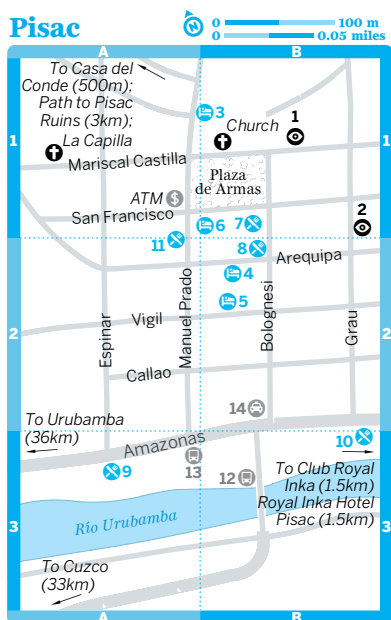 Pisac
0 100 m
0 0.05 miles
A B
To Casa del
Conde (500m);
Path to Pisac
Ruins (3km);
La Capilla
3
Church
1
1 1
Mariscal Castilla
Plaza
de Armas
ATM $
San Francisco
2
6
7
11
8
Arequipa
4
5
Vigil
2 2
Espinar
Manuel Prado
Bolognesi
Grau
Callao
14
To Urubamba
(36km)
Amazonas
10
13
12
9
To Club Royal
Inka (1.5km)
Royal Inka Hotel
Pisac (1.5km)
Río Urubamba
3 3
To Cuzco
(33km)
A B